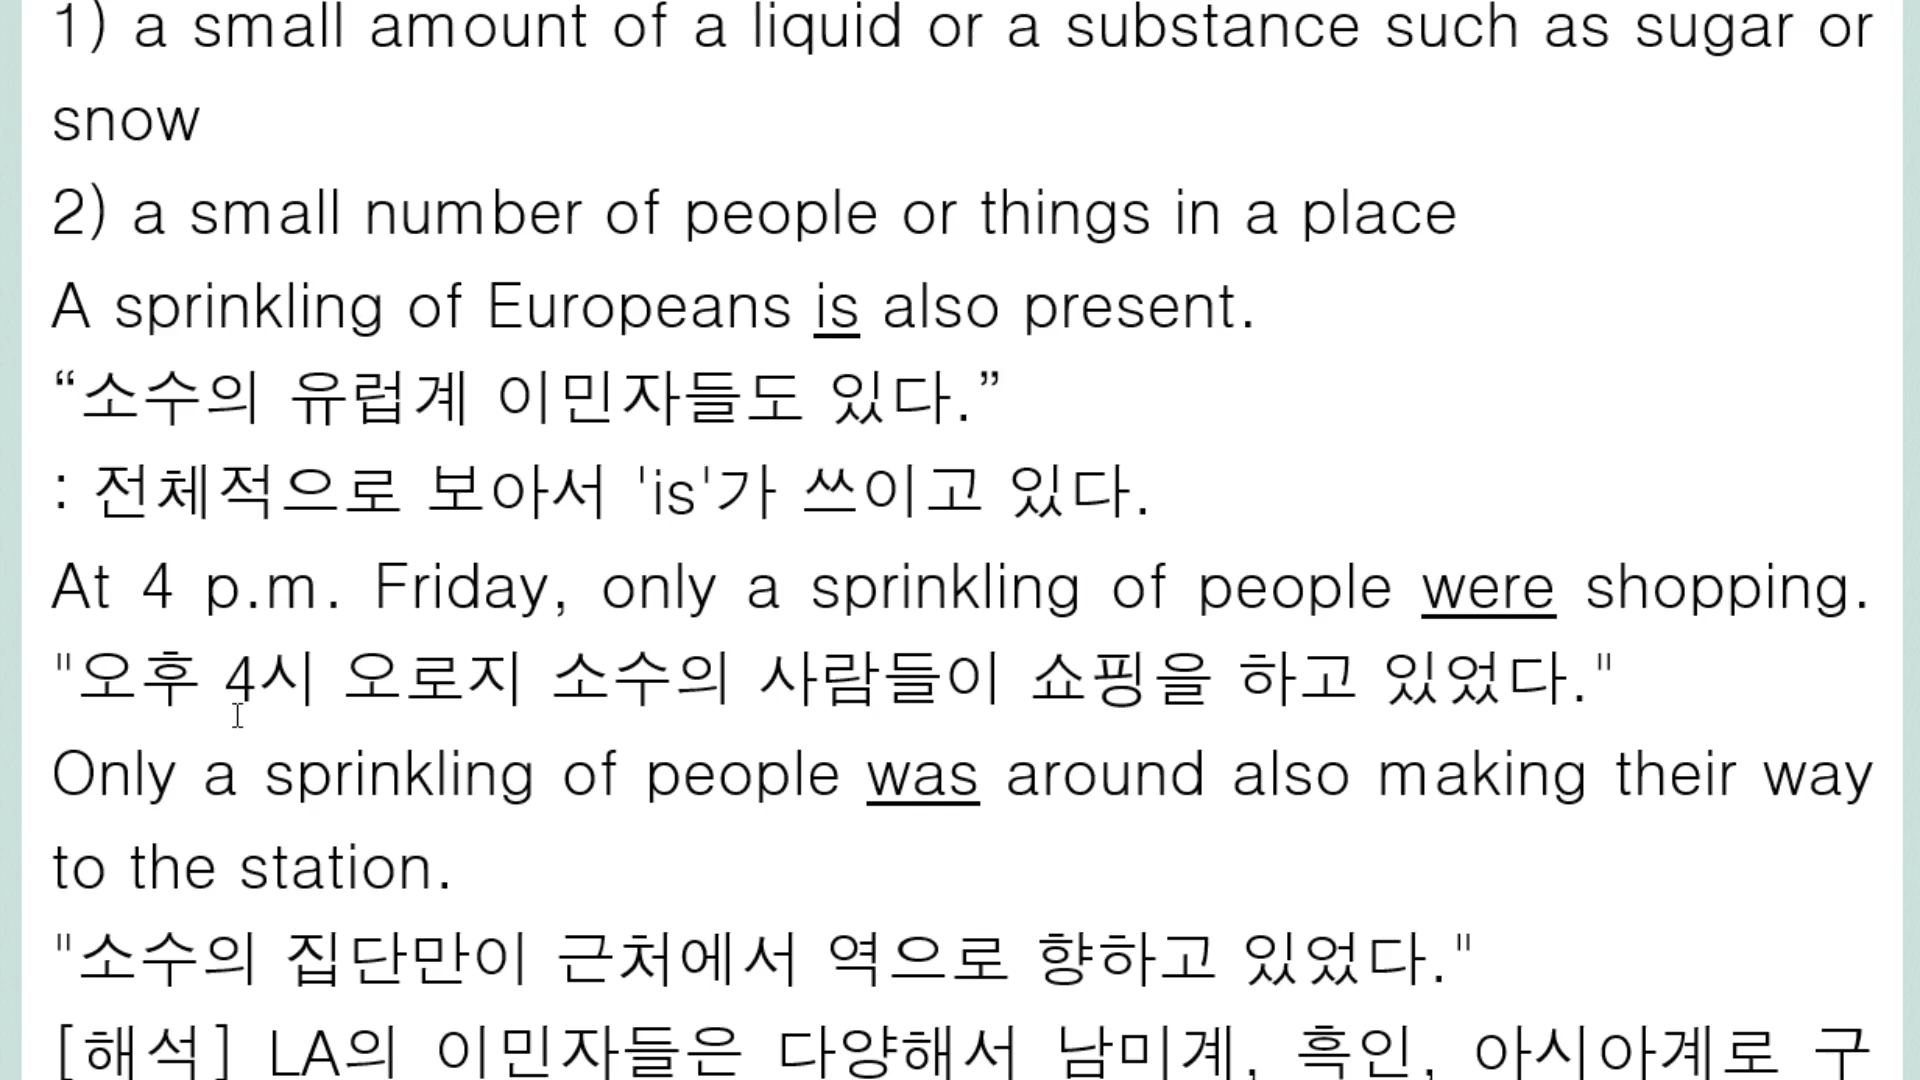 1) a small amount of a liquid or a substance such as sugar or
snow
2) a small number of people or things in a place
A sprinkling of Europeans is also present.
“소수의 유럽계 이민자들도 있다.”
: 전체적으로 보아서 'is'가 쓰이고 있다.
At 4 p.m. Friday, only a sprinkling of people were shopping.
"오후 4시 오로지 소수의 사람들이 쇼핑을 하고 있었다."
Only a sprinkling of people was around also making their way
to the station.
"소수의 집단만이 근처에서 역으로 향하고 있었다."
[해석] LA의 이민자들은 다양해서 남미계, 흑인, 아시아계로 구